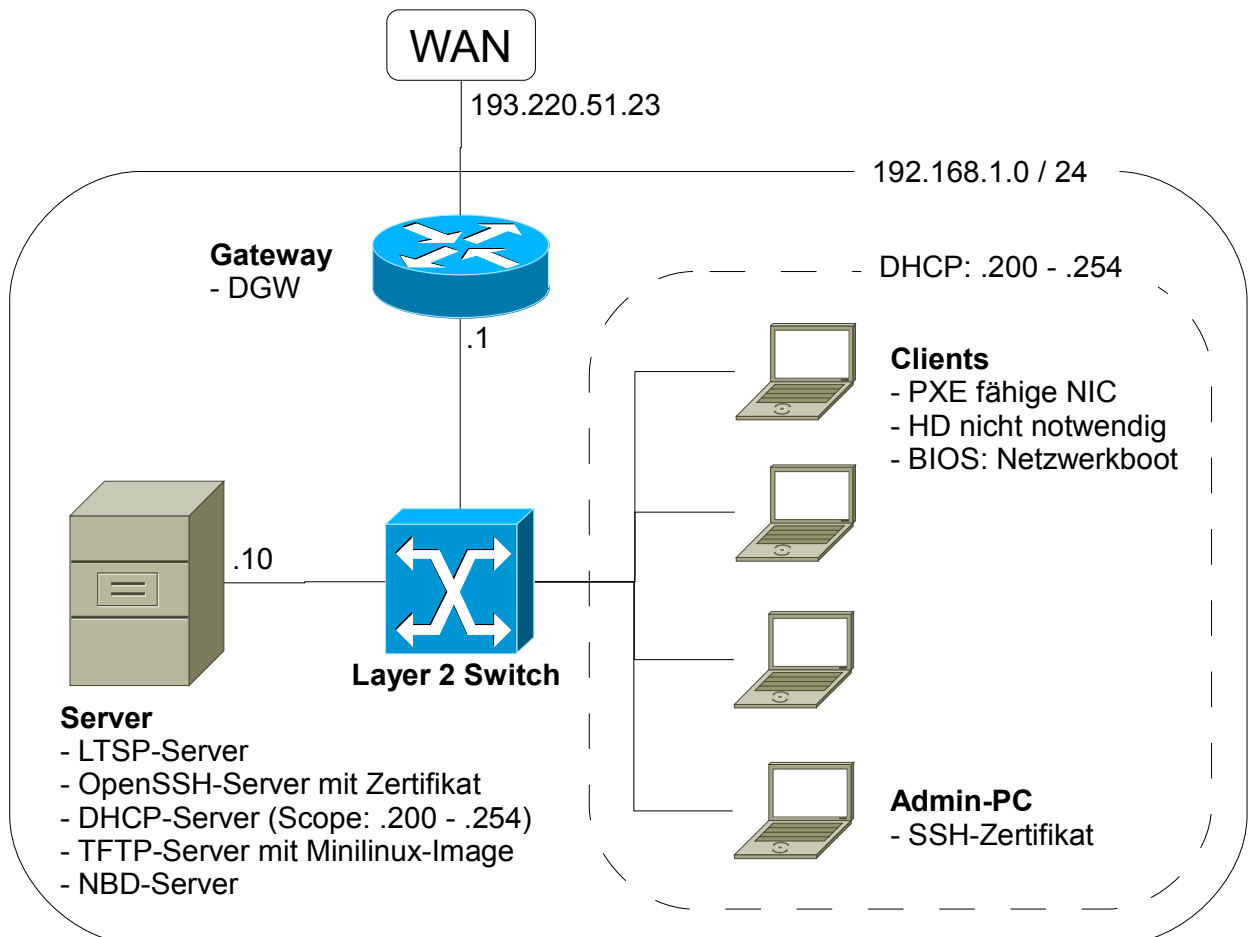 WAN
193.220.51.23
192.168.1.0 / 24
Gateway
- DGW
.1
DHCP: .200 - .254
Clients
- PXE fähige NIC
- HD nicht notwendig
- BIOS: Netzwerkboot
.10
Layer 2 Switch
Server
- LTSP-Server
- OpenSSH-Server mit Zertifikat
- DHCP-Server (Scope: .200 - .254)
- TFTP-Server mit Minilinux-Image
- NBD-Server
Admin-PC
- SSH-Zertifikat